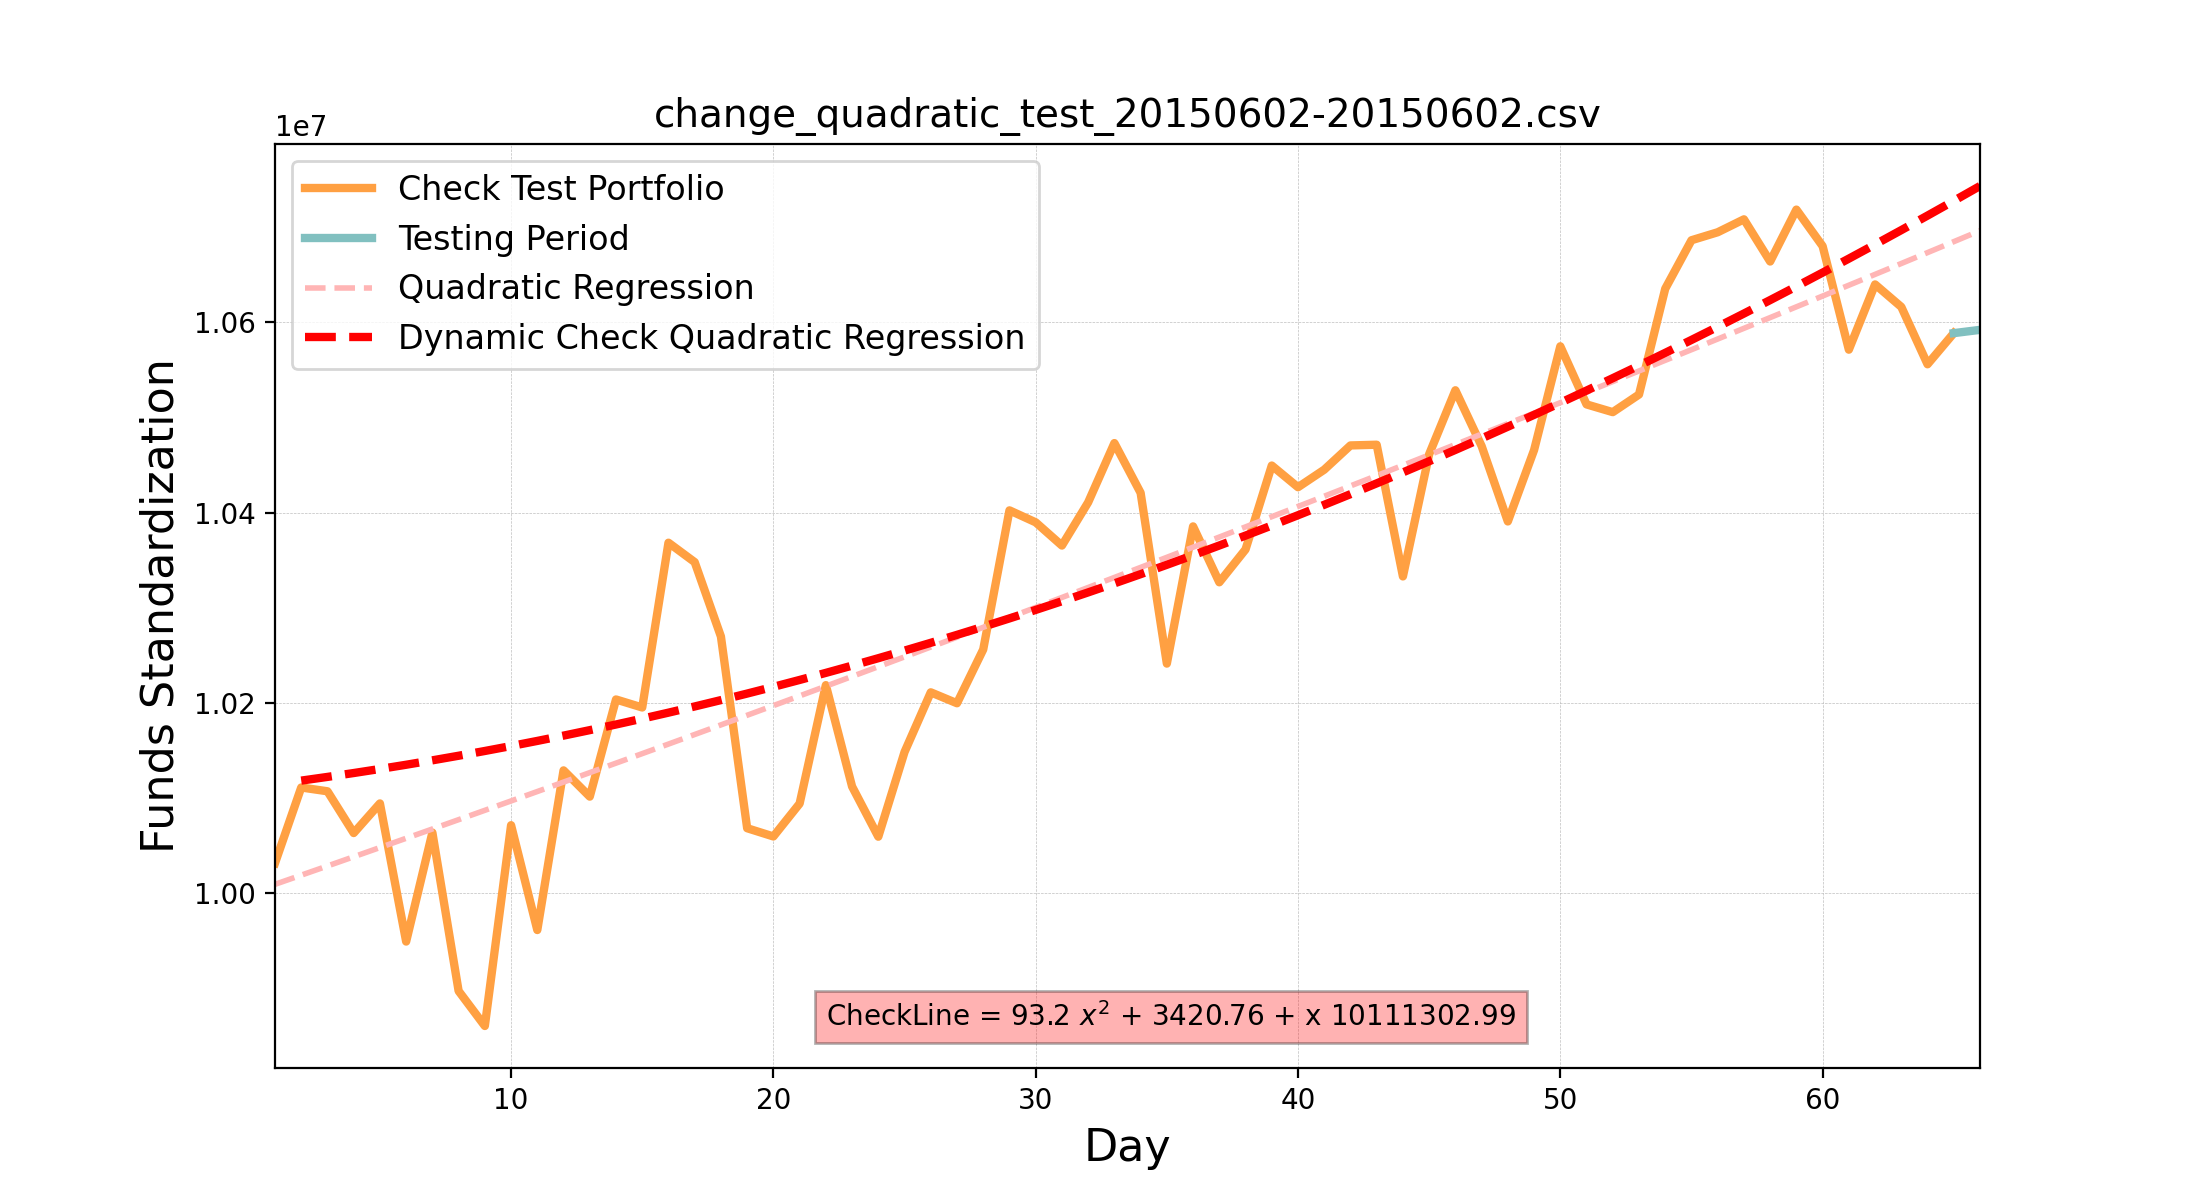 change_quadratic_test_20150602-20150602.csv
1e7
Check Test Portfolio
Testing Period
Quadratic Regression
Dynamic Check Quadratic Regression
Funds Standardization
1.06
1.04
1.02
1.00
CheckLine = 93.2 x² + 3420.76 + x 10111302.99
10 20 30 40 50 60
Day